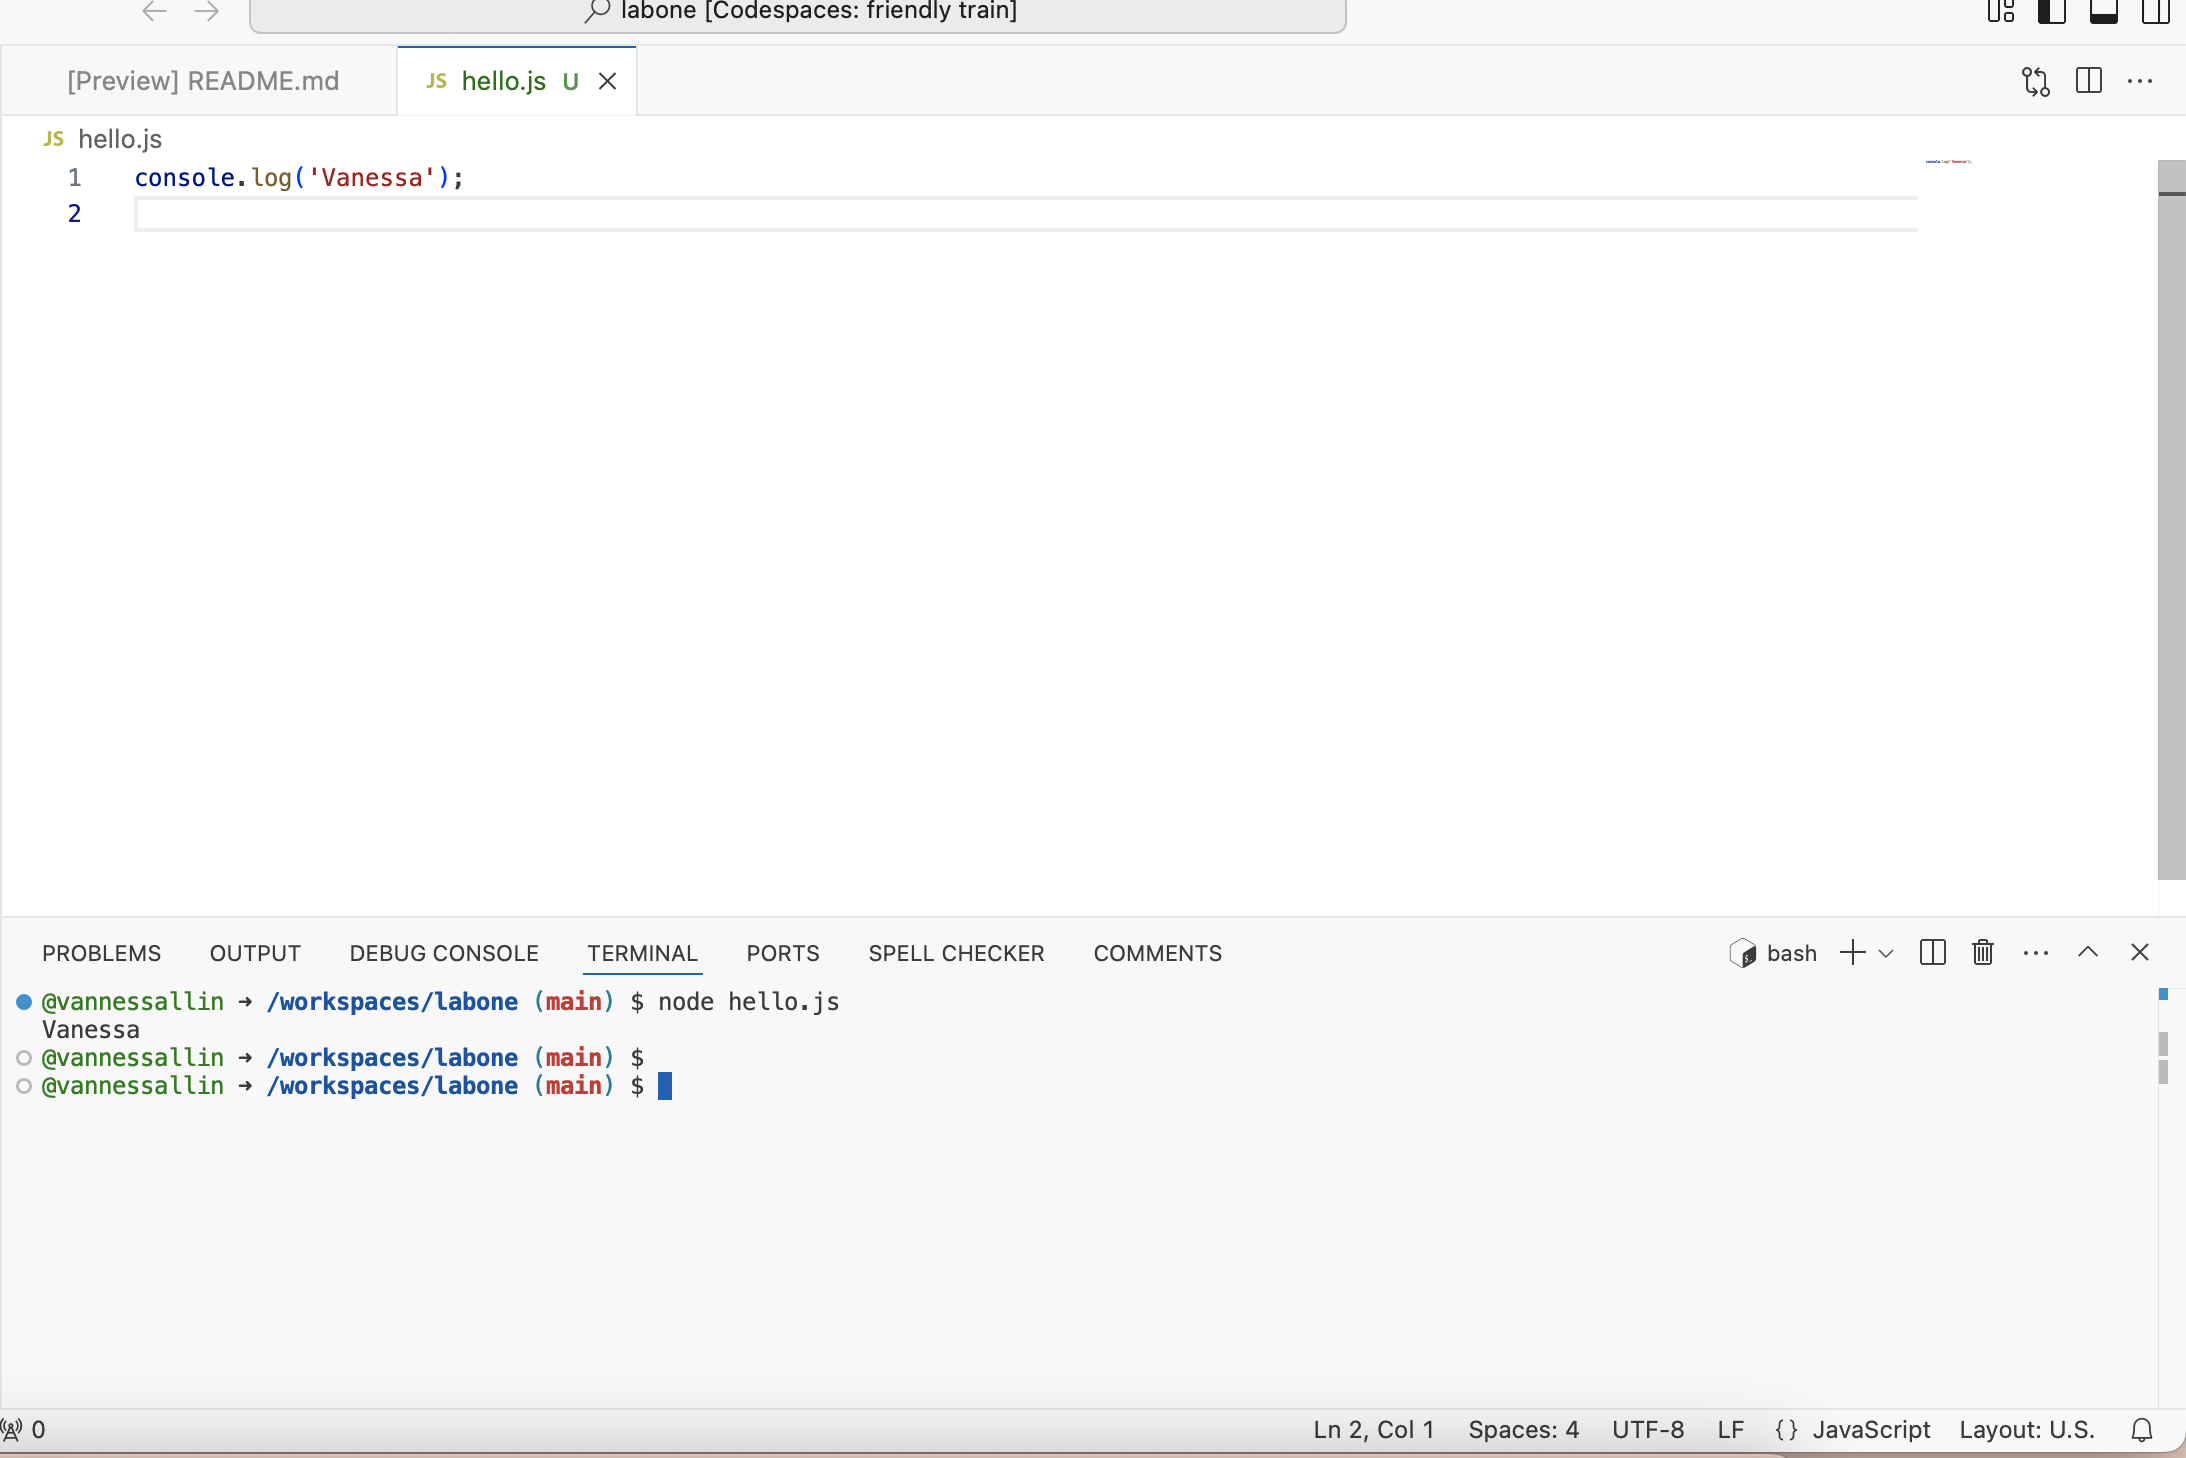 labone [Codespaces: friendly train]
[Preview] README.md
JS hello.js U
JS hello.js
1 console.log('Vanessa');
2
PROBLEMS OUTPUT DEBUG CONSOLE TERMINAL PORTS SPELL CHECKER COMMENTS bash
@vannessallin → /workspaces/labone (main) $ node hello.js
Vanessa
@vannessallin → /workspaces/labone (main) $
@vannessallin → /workspaces/labone (main) $
0 Ln 2, Col 1 Spaces: 4 UTF-8 LF {} JavaScript Layout: U.S.